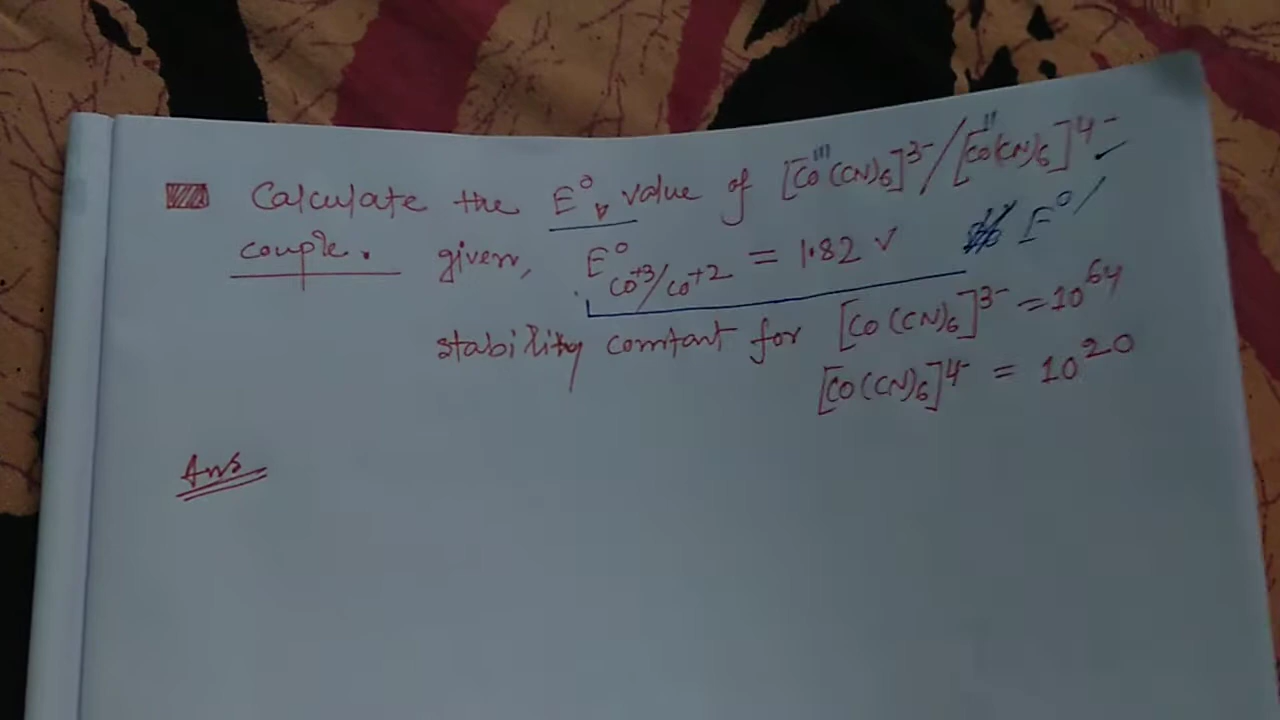 Calculate the E° value of [Co^III(CN)6]^3-/[Co^II(CN)6]^4-
couple. given, E°Co+3/Co+2 = 1.82 V E°
stability constant for [Co(CN)6]^3- = 10^64
[Co(CN)6]^4- = 10^20
Ans